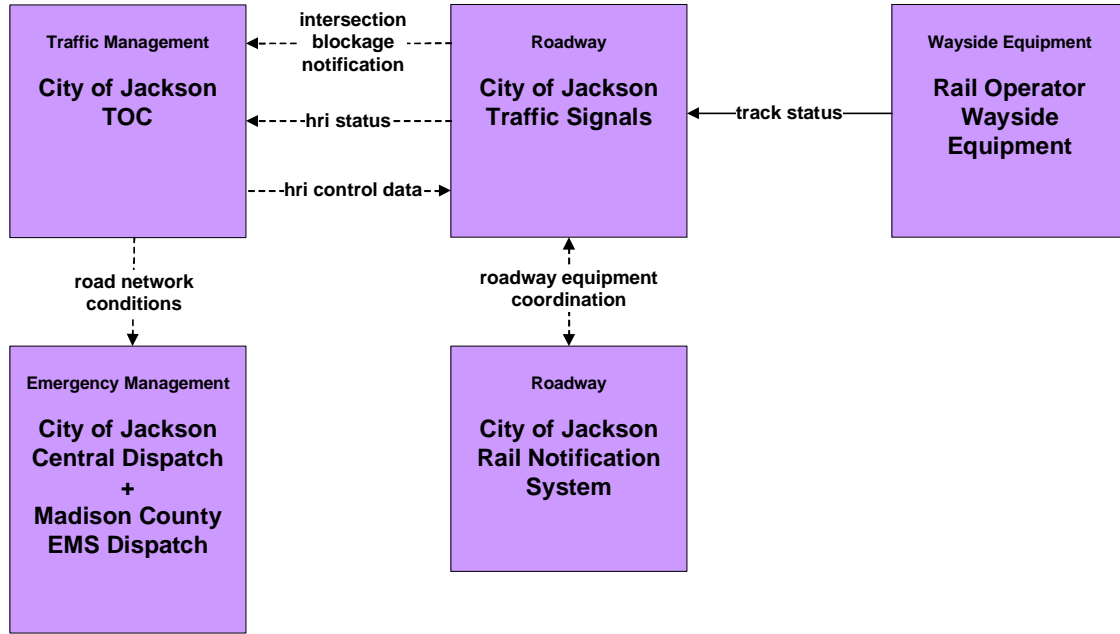 Traffic Management
City of Jackson
TOC
intersection
blockage
notification
hri status
hri control data
Roadway
City of Jackson
Traffic Signals
track status
Wayside Equipment
Rail Operator
Wayside
Equipment
road network
conditions
roadway equipment
coordination
Emergency Management
City of Jackson
Central Dispatch
+
Madison County
EMS Dispatch
Roadway
City of Jackson
Rail Notification
System